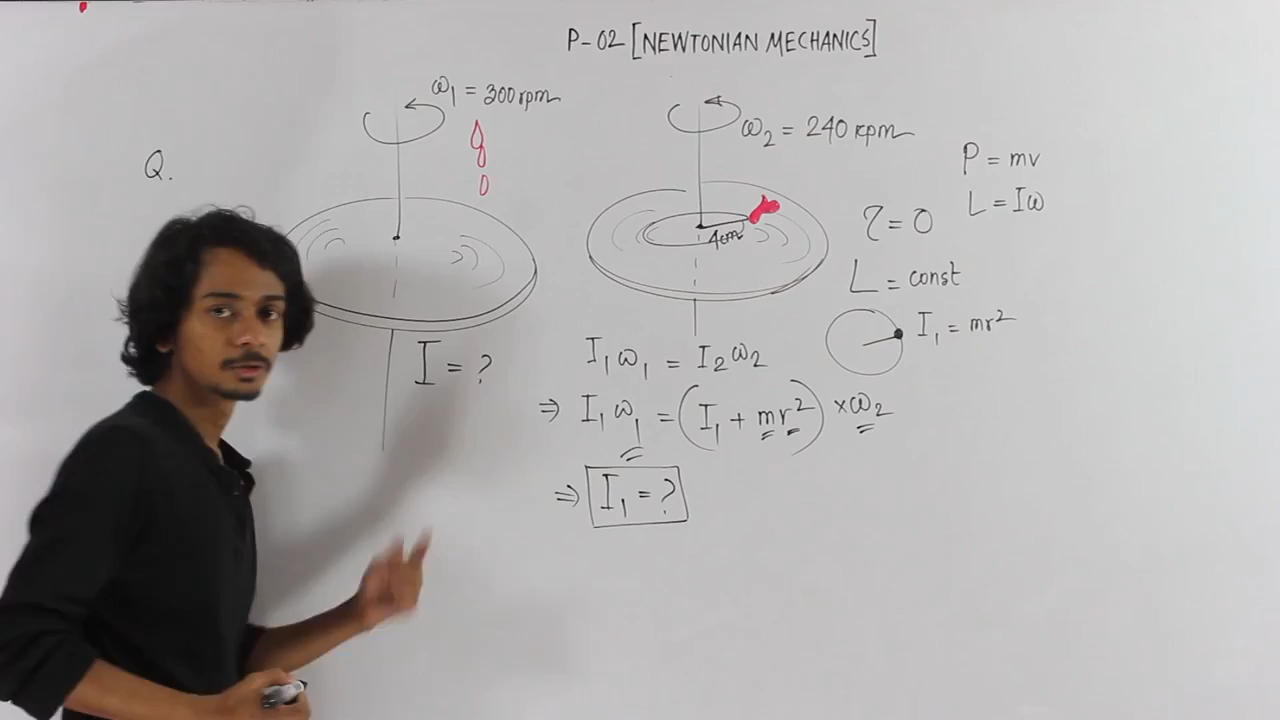 P-02 [NEWTONIAN MECHANICS]
Q.
ω₁ = 300 rpm
I = ?
ω₂ = 240 rpm
4cm
I₁ω₁ = I₂ω₂
⇒ I₁ω₁ = (I₁ + mr²) × ω₂
⇒ I₁ = ?
P = mv
L = Iω
τ = 0
L = const
I₁ = mr²